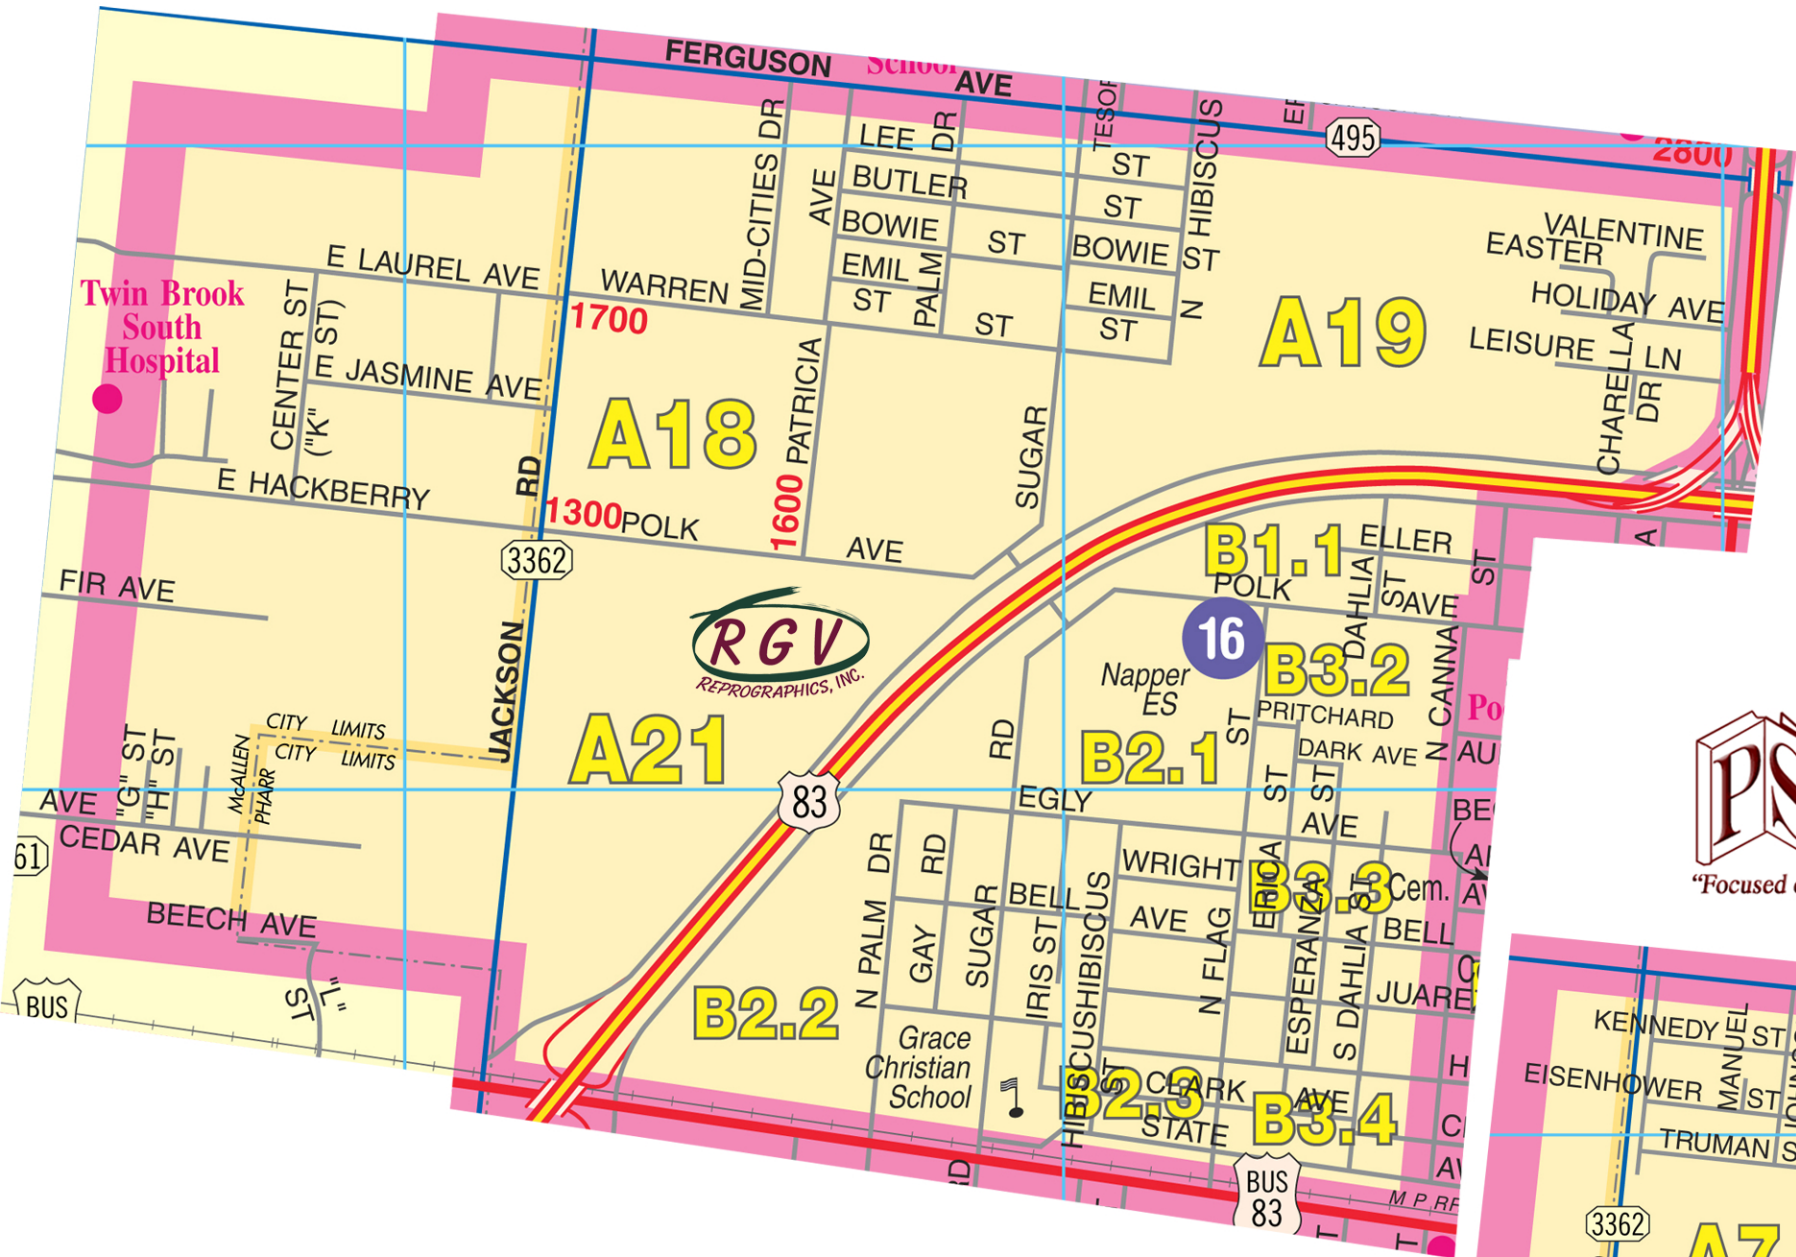 FERGUSON AVE
School
495
2800
MID-CITIES DR
AVE
LEE
DR
ST
BUTLER
ST
BOWIE
ST
BOWIE
ST
EMIL
ST
PALM
ST
EMIL
ST
HIBISCUS
N
VALENTINE
EASTER
HOLIDAY AVE
LEISURE LN
CHARELLA
DR
A19
E LAUREL AVE
WARREN
1700
Twin Brook
South
Hospital
CENTER ST
("K"
E ST)
E JASMINE AVE
A18
PATRICIA
1600
SUGAR
E HACKBERRY
RD
1300
POLK
AVE
3362
FIR AVE
JACKSON
RGV
REPROGRAPHICS, INC.
B1.1
ELLER
ST
POLK
AVE
DAHLIA
ST
16
B3.2
Napper
ES
N CANNA
PRITCHARD
ST
DARK AVE
B2.1
RD
A21
CITY LIMITS
CITY LIMITS
McALLEN
PHARR
"G" ST
"H" ST
AVE
CEDAR AVE
83
EGLY
AVE
ST
ST
N PALM DR
RD
GAY
SUGAR
BELL
IRIS ST
HIBISCUS
HIBISCUS
ST
WRIGHT
AVE
N FLAG
ERICA
ESPERANZA
ESPERANZA
B3.3
Cem.
BELL
S DAHLIA ST
BEECH AVE
"L"
ST
BUS
B2.2
Grace
Christian
School
B2.3
CLARK
AVE
STATE
B3.4
BUS
83
M P RR
"Focused
KENNEDY ST
MANUEL
EISENHOWER
ST
TRUMAN
3362
A7